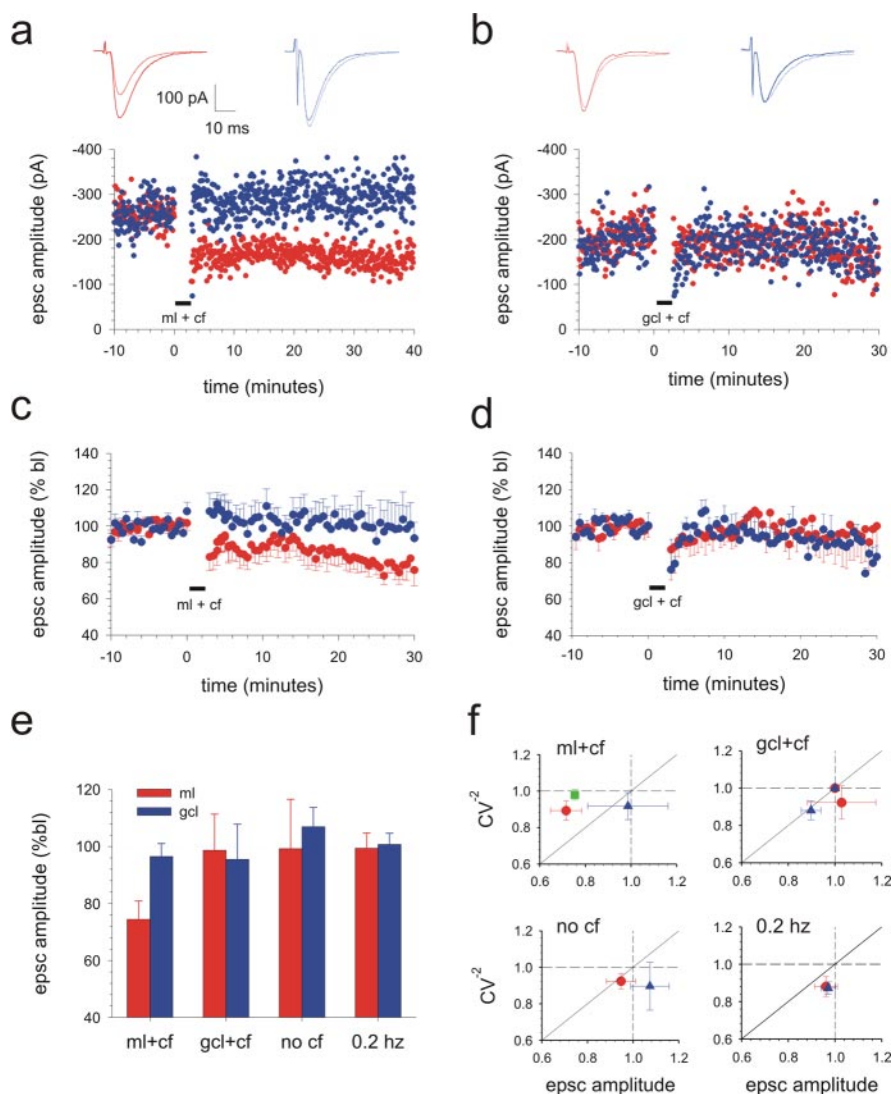 a
b
100 pA
10 ms
epsc amplitude (pA)
-400
-300
-200
-100
0
ml + cf
-10
0
10
20
30
40
time (minutes)
epsc amplitude (pA)
-400
-300
-200
-100
0
gcl + cf
-10
0
10
20
30
time (minutes)
c
d
epsc amplitude (% bl)
140
120
100
80
60
40
ml + cf
-10
0
10
20
30
time (minutes)
epsc amplitude (% bl)
140
120
100
80
60
40
gcl + cf
-10
0
10
20
30
time (minutes)
e
epsc amplitude (%bl)
120
100
80
60
40
ml
gcl
ml+cf
gcl+cf
no cf
0.2 hz
f
ml+cf
CV-2
1.2
1.0
0.8
0.6
0.6
0.8
1.0
1.2
gcl+cf
1.2
1.0
0.8
0.6
0.6
0.8
1.0
1.2
no cf
CV-2
1.2
1.0
0.8
0.6
0.6
0.8
1.0
1.2
epsc amplitude
0.2 hz
1.2
1.0
0.8
0.6
0.6
0.8
1.0
1.2
epsc amplitude